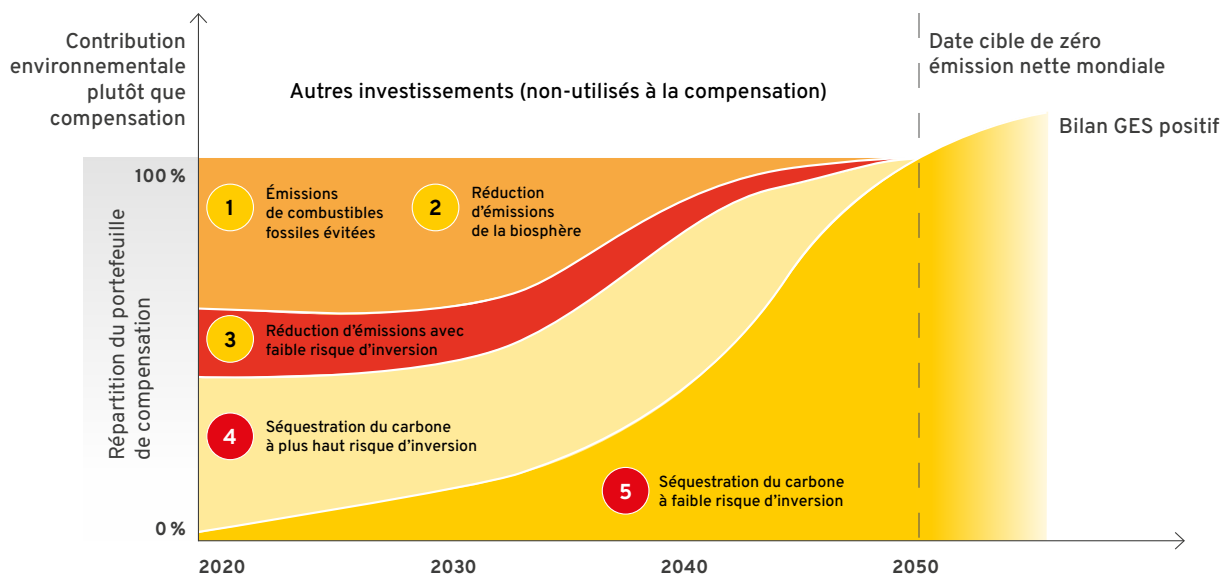 Contribution
environnementale
plutôt que
compensation
Autres investissements (non-utilisés à la compensation)
Date cible de zéro
émission nette mondiale
Bilan GES positif
Répartition du portefeuille
de compensation
100 %
1
Émissions
de combustibles
fossiles évitées
2
Réduction
d'émissions
de la biosphère
3
Réduction d'émissions avec
faible risque d'inversion
4
Séquestration du carbone
à plus haut risque d'inversion
5
Séquestration du carbone
à faible risque d'inversion
0 %
2020
2030
2040
2050